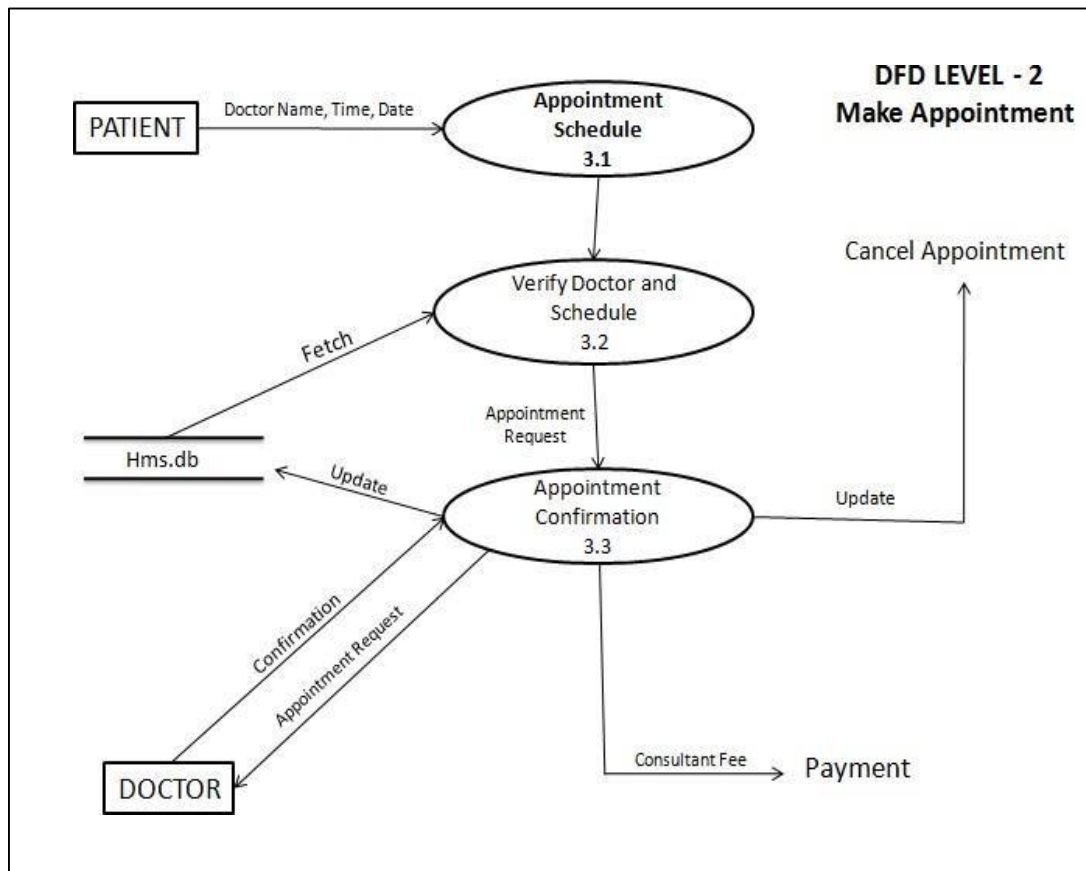 DFD LEVEL - 2
Make Appointment
PATIENT
Doctor Name, Time, Date
Appointment
Schedule
3.1
Cancel Appointment
Verify Doctor and
Schedule
3.2
Fetch
Appointment
Request
Hms.db
Update
Appointment
Confirmation
3.3
Update
Confirmation
Appointment Request
Consultant Fee
Payment
DOCTOR